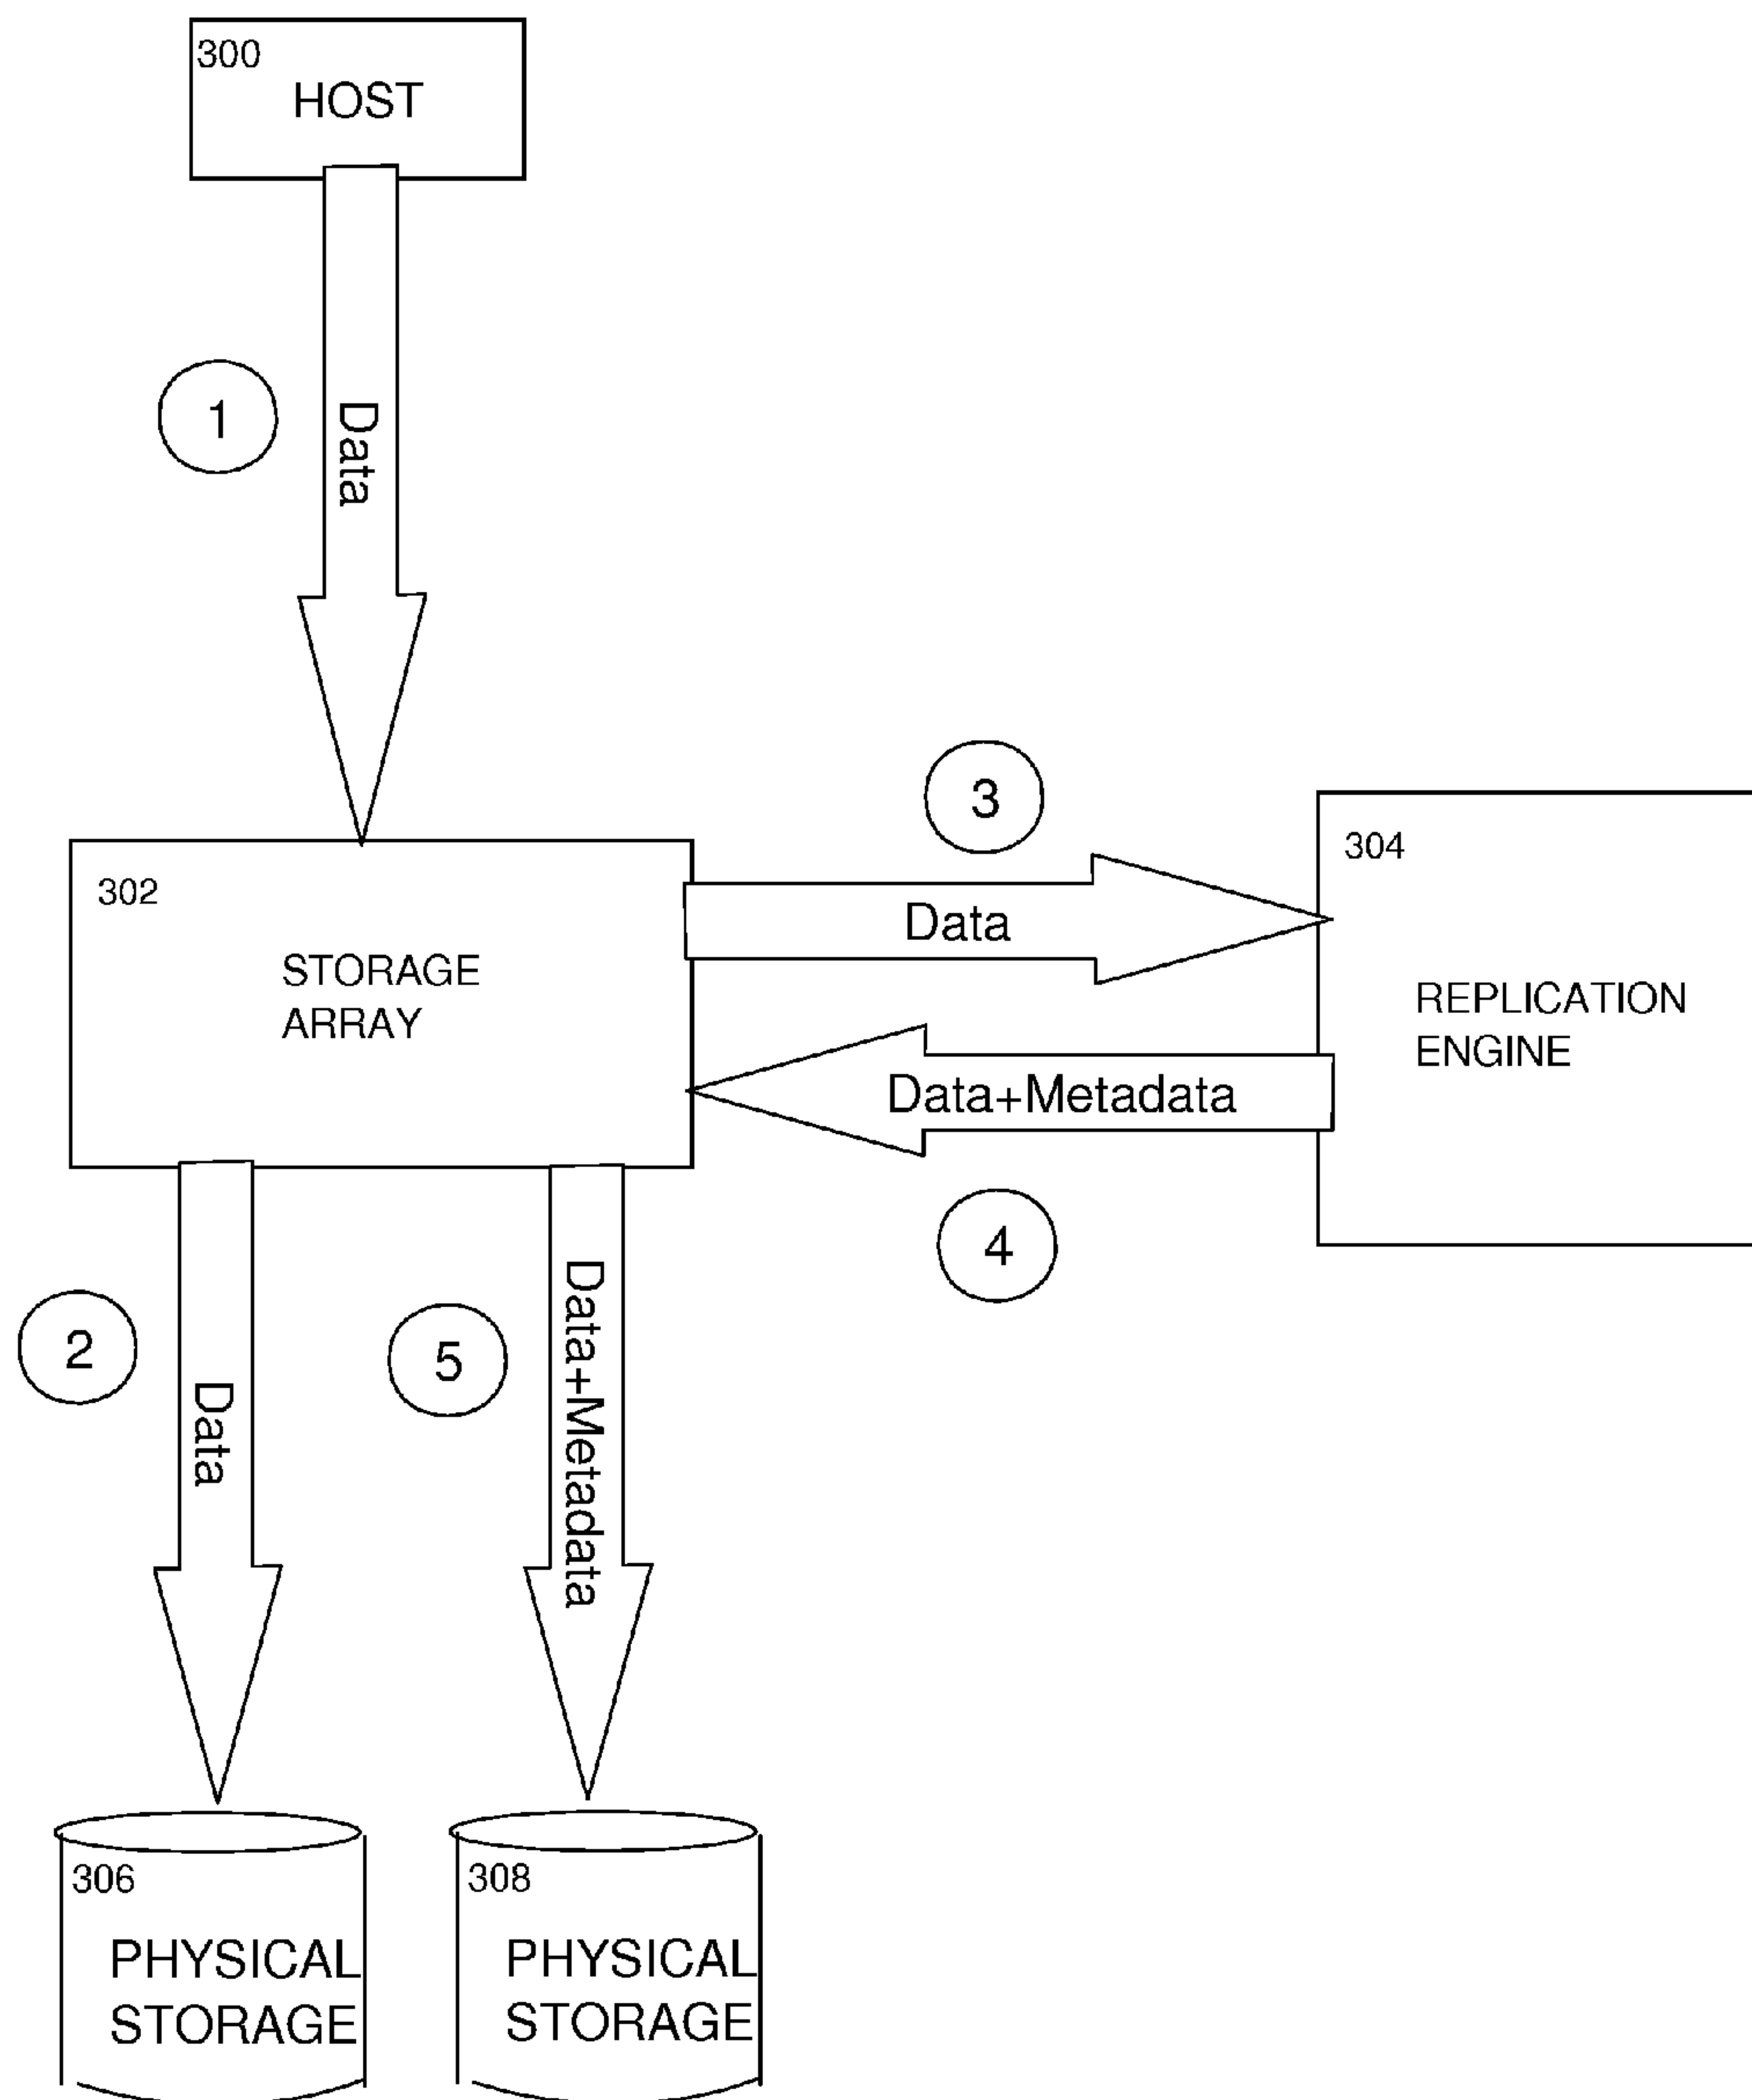 300
HOST
1
Data
3
304
302
Data
STORAGE
ARRAY
REPLICATION
ENGINE
Data+Metadata
4
2
5
Data
Data+Metadata
306
PHYSICAL
STORAGE
308
PHYSICAL
STORAGE